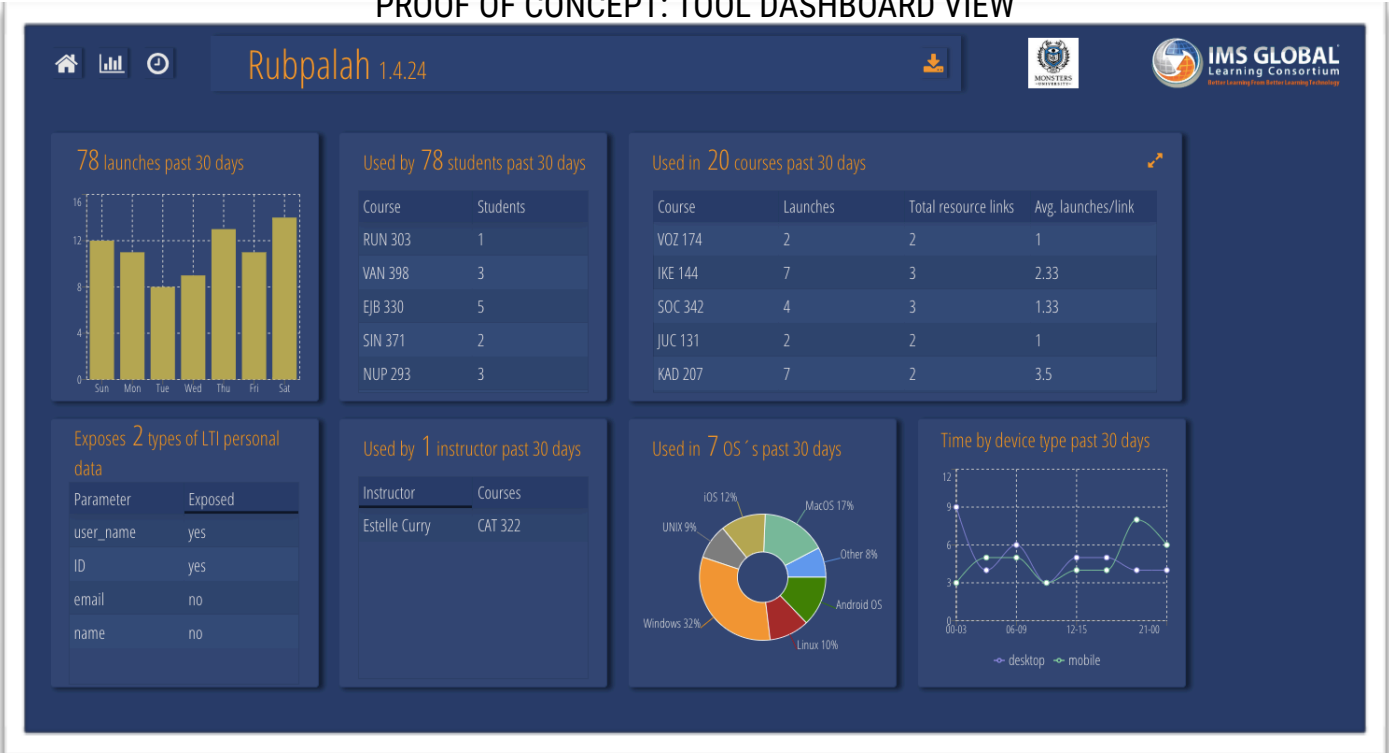 PROOF OF CONCEPT: TOOL DASHBOARD VIEW
Rubpalah 1.4.24
MONSTERS
UNIVERSITY
IMS GLOBAL
Learning Consortium
Better Learning From Better Learning Technology
78 launches past 30 days
16
12
8
4
0
Sun Mon Tue Wed Thu Fri Sat
Used by 78 students past 30 days
Course Students
RUN 303 1
VAN 398 3
EJB 330 5
SIN 371 2
NUP 293 3
Used in 20 courses past 30 days
Course Launches Total resource links Avg. launches/link
VOZ 174 2 2 1
IKE 144 7 3 2.33
SOC 342 4 3 1.33
JUC 131 2 2 1
KAD 207 7 2 3.5
Exposes 2 types of LTI personal
data
Parameter Exposed
user_name yes
ID yes
email no
name no
Used by 1 instructor past 30 days
Instructor Courses
Estelle Curry CAT 322
Used in 7 OS´s past 30 days
iOS 12%
MacOS 17%
UNIX 9%
Other 8%
Android OS
Windows 32%
Linux 10%
Time by device type past 30 days
12
9
6
3
0
00-03 06-09 12-15 21-00
desktop mobile